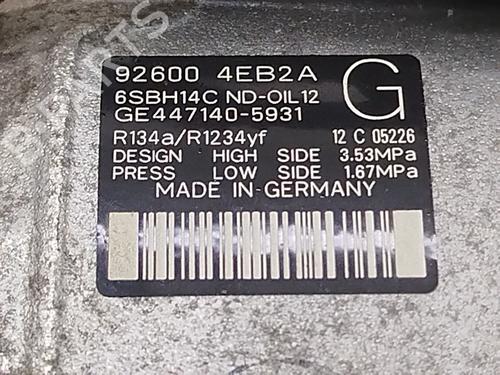 92600 4EB2A
G
6SBH14C ND-OIL12
GE447140-5931
R134a/R1234yf 12 C 05226
DESIGN HIGH SIDE 3.53MPa
PRESS LOW SIDE 1.67MPa
MADE IN GERMANY